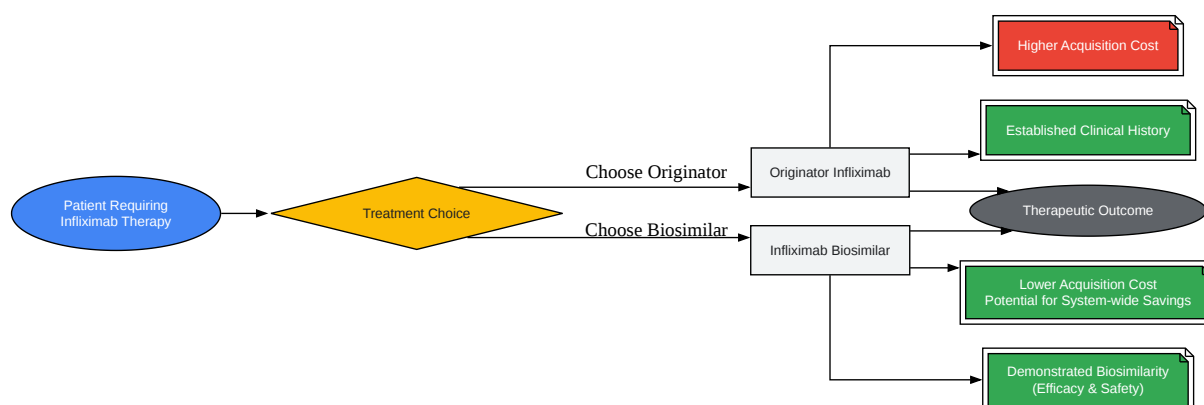 Higher Acquisition Cost
Established Clinical History
Choose Originator
Originator Infliximab
Patient Requiring
Infliximab Therapy
Treatment Choice
Therapeutic Outcome
Choose Biosimilar
Infliximab Biosimilar
Lower Acquisition Cost
Potential for System-wide Savings
Demonstrated Biosimilarity
(Efficacy & Safety)